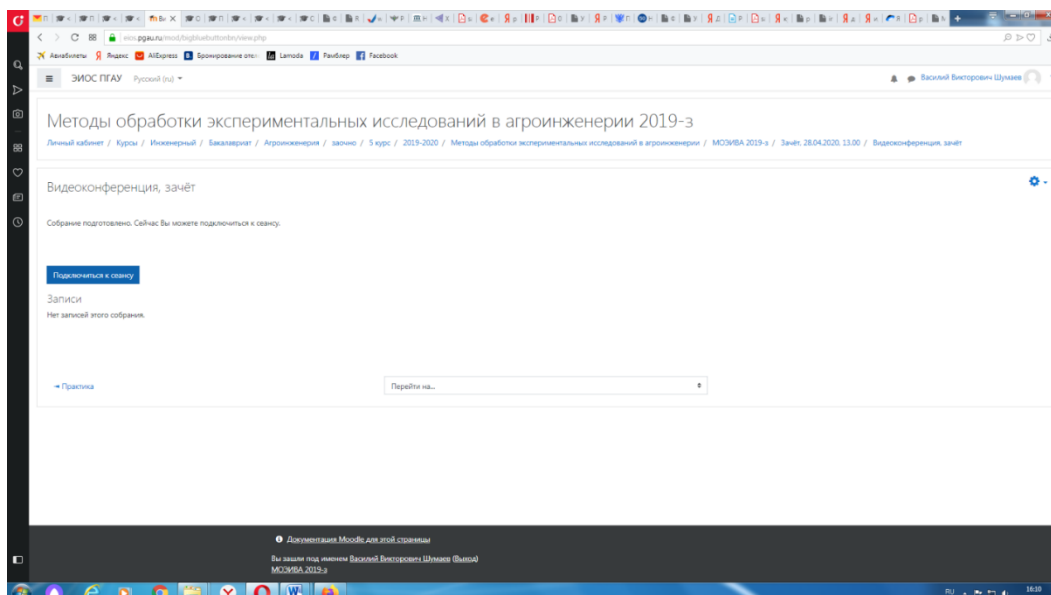 eios.pgau.ru/mod/bigbluebuttonbn/view.php
Авиабилеты Яндекс AliExpress Бронирование отел Lamoda Рамблер Facebook
ЭИОС ПГАУ Русский (ru) Василий Викторович Шумаев
Методы обработки экспериментальных исследований в агроинженерии 2019-з
Личный кабинет / Курсы / Инженерный / Бакалавриат / Агроинженерия / заочно / 5 курс / 2019-2020 / Методы обработки экспериментальных исследований в агроинженерии / МОЭИВА 2019-з / Зачёт, 28.04.2020, 13.00 / Видеоконференция, зачёт
Видеоконференция, зачёт
Собрание подготовлено. Сейчас Вы можете подключиться к сеансу.
Подключиться к сеансу
Записи
Нет записей этого собрания.
→ Практика Перейти на...
Документация Moodle для этой страницы
Вы зашли под именем Василий Викторович Шумаев (Выход)
МОЭИВА 2019-з
RU 16:10